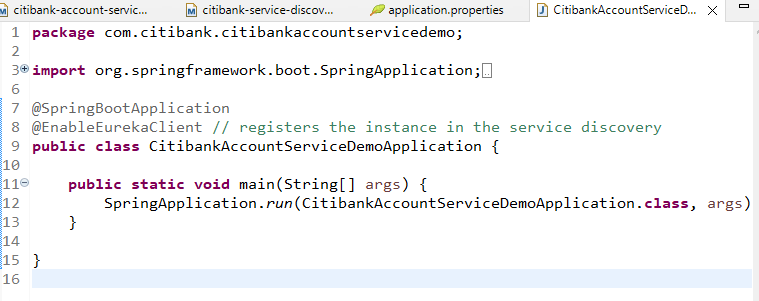 citibank-account-servic...
citibank-service-discov...
application.properties
CitibankAccountServiceD...
1 package com.citibank.citibankaccountservicedemo;
2
3 import org.springframework.boot.SpringApplication;
6
7 @SpringBootApplication
8 @EnableEurekaClient // registers the instance in the service discovery
9 public class CitibankAccountServiceDemoApplication {
10
11 public static void main(String[] args) {
12 SpringApplication.run(CitibankAccountServiceDemoApplication.class, args)
13 }
14
15 }
16